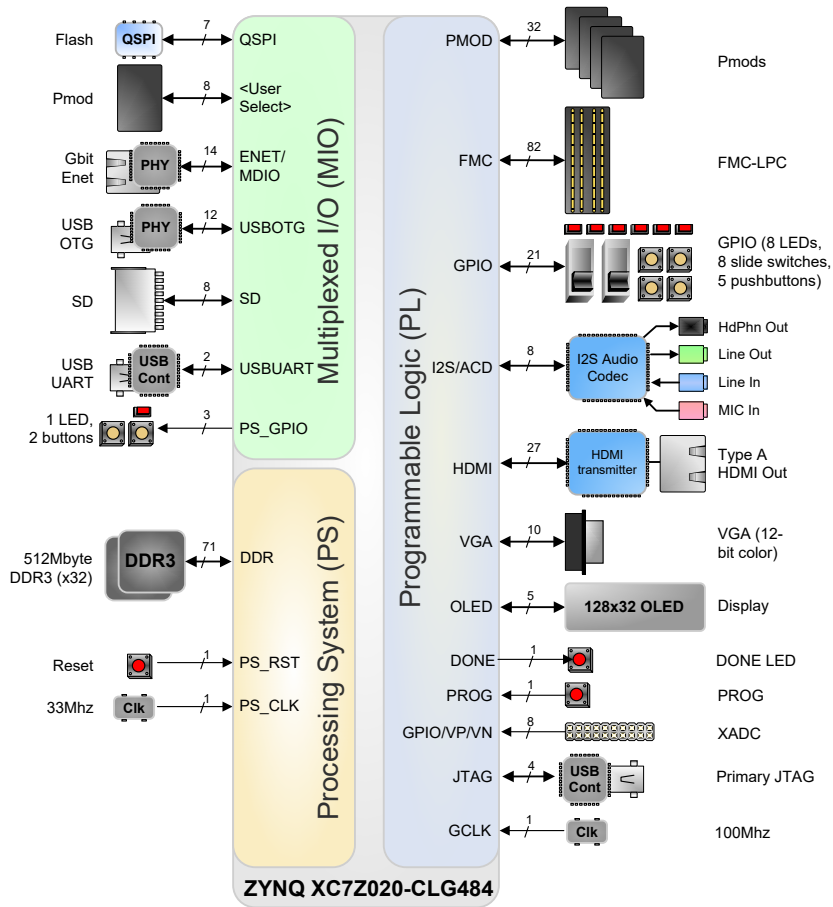 Flash
QSPI
7
QSPI
Pmod
8
<User
Select>
Gbit
Enet
PHY
14
ENET/
MDIO
USB
OTG
PHY
12
USBOTG
SD
8
SD
USB
UART
USB
Cont
2
USBUART
1 LED,
2 buttons
3
PS_GPIO
Multiplexed I/O (MIO)
512Mbyte
DDR3 (x32)
DDR3
71
DDR
Reset
1
PS_RST
33Mhz
Clk
1
PS_CLK
Processing System (PS)
Programmable Logic (PL)
PMOD
32
Pmods
FMC
82
FMC-LPC
GPIO
21
GPIO (8 LEDs,
8 slide switches,
5 pushbuttons)
I2S/ACD
8
I2S Audio
Codec
HdPhn Out
Line Out
Line In
MIC In
HDMI
27
HDMI
transmitter
Type A
HDMI Out
VGA
10
VGA (12-
bit color)
OLED
5
128x32 OLED
Display
DONE
1
DONE LED
PROG
1
PROG
GPIO/VP/VN
8
XADC
JTAG
4
USB
Cont
Primary JTAG
GCLK
1
Clk
100Mhz
ZYNQ XC7Z020-CLG484